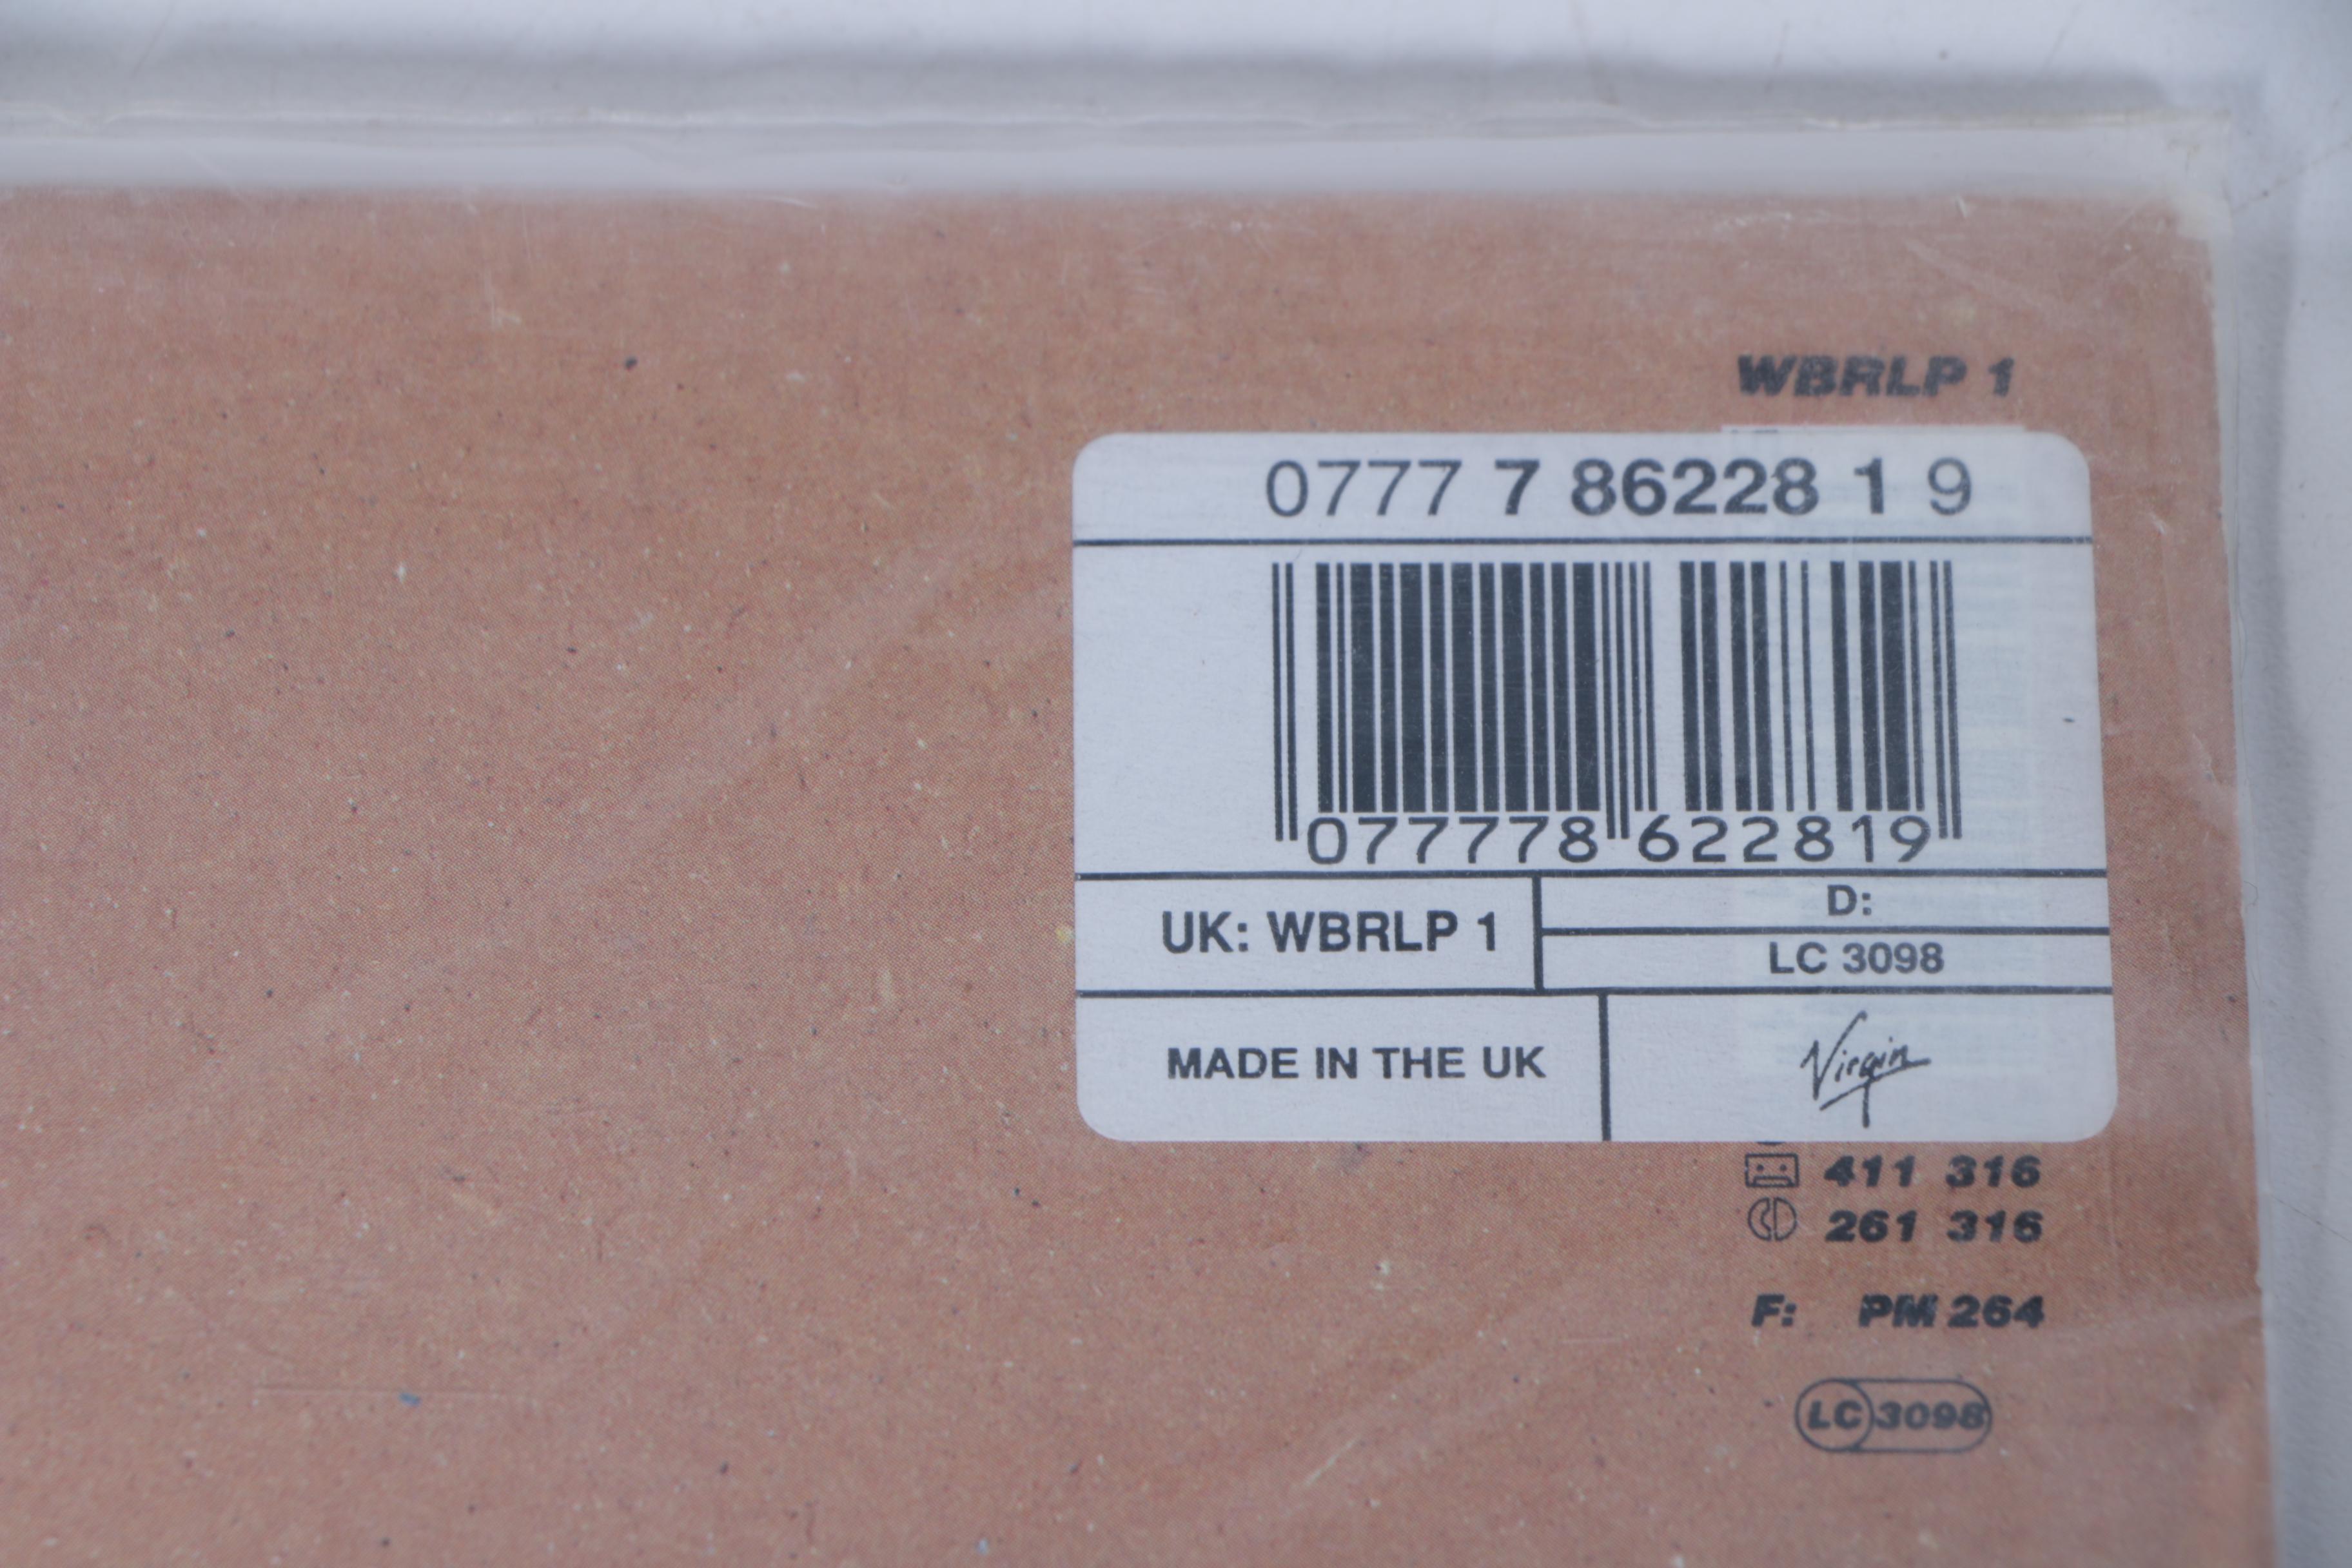 WBRLP 1
0777 7 86228 1 9
077778 622819
UK: WBRLP 1
D:
LC 3098
MADE IN THE UK
Virgin
411 316
CD 261 316
F: PM 264
LC 3098